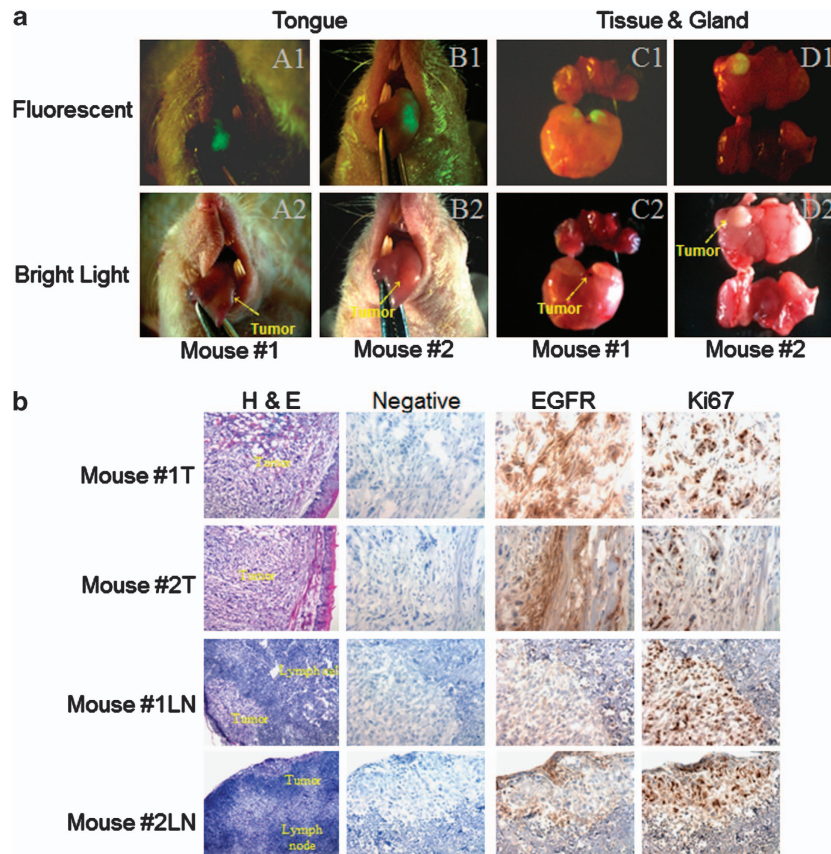 a
Tongue Tissue & Gland
Fluorescent
A1 B1 C1 D1
Bright Light
A2 B2 C2 D2
Tumor Tumor Tumor Tumor
Mouse #1 Mouse #2 Mouse #1 Mouse #2
b
H & E Negative EGFR Ki67
Mouse #1T
Tumor
Mouse #2T
Tumor
Mouse #1LN
Tumor
Mouse #2LN
Tumor
Lymph
node